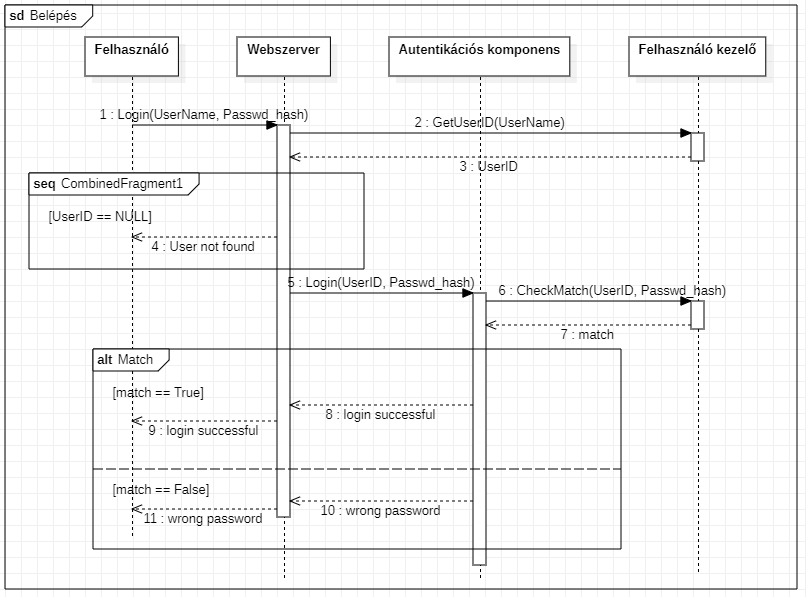 sd Belépés
Felhasználó
Webszerver
Autentikációs komponens
Felhasználó kezelő
1 : Login(UserName, Passwd_hash)
2 : GetUserID(UserName)
3 : UserID
seq CombinedFragment1
[UserID == NULL]
4 : User not found
5 : Login(UserID, Passwd_hash)
6 : CheckMatch(UserID, Passwd_hash)
7 : match
alt Match
[match == True]
8 : login successful
9 : login successful
[match == False]
10 : wrong password
11 : wrong password